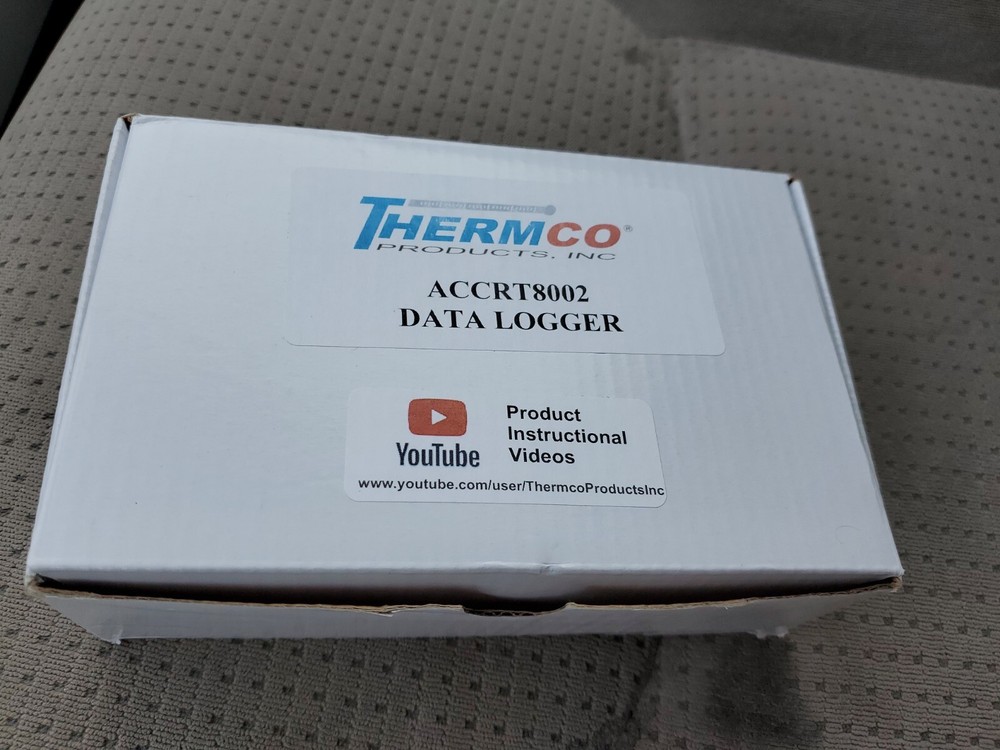 THERMCO®
PRODUCTS, INC
ACCRT8002
DATA LOGGER
YouTube
Product
Instructional
Videos
www.youtube.com/user/ThermcoProductsInc